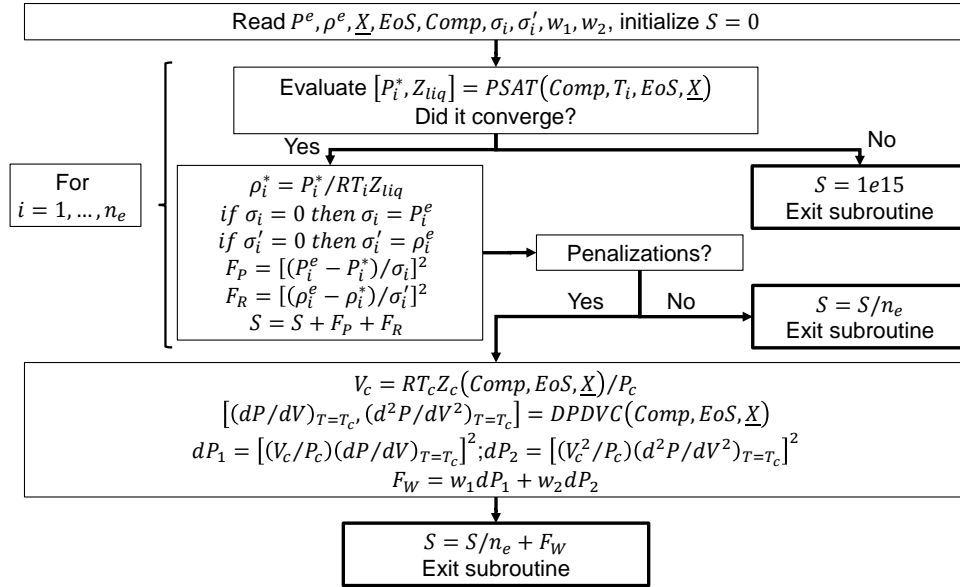 Read P^e, ρ^e, X, EoS, Comp, σ_i, σ_i′, w_1, w_2, initialize S = 0
Evaluate [P_i^*, Z_liq] = PSAT(Comp, T_i, EoS, X)
Did it converge?
Yes
No
For
i = 1, … , n_e
ρ_i^* = P_i^*/RT_iZ_liq
if σ_i = 0 then σ_i = P_i^e
if σ_i′ = 0 then σ_i′ = ρ_i^e
F_P = [(P_i^e − P_i^*)/σ_i]^2
F_R = [(ρ_i^e − ρ_i^*)/σ_i′]^2
S = S + F_P + F_R
S = 1e15
Exit subroutine
Penalizations?
Yes
No
S = S/n_e
Exit subroutine
V_c = RT_cZ_c(Comp, EoS, X)/P_c
[(dP/dV)_{T=T_c}, (d^2P/dV^2)_{T=T_c}] = DPDVC(Comp, EoS, X)
dP_1 = [(V_c/P_c)(dP/dV)_{T=T_c}]^2; dP_2 = [(V_c^2/P_c)(d^2P/dV^2)_{T=T_c}]^2
F_W = w_1dP_1 + w_2dP_2
S = S/n_e + F_W
Exit subroutine